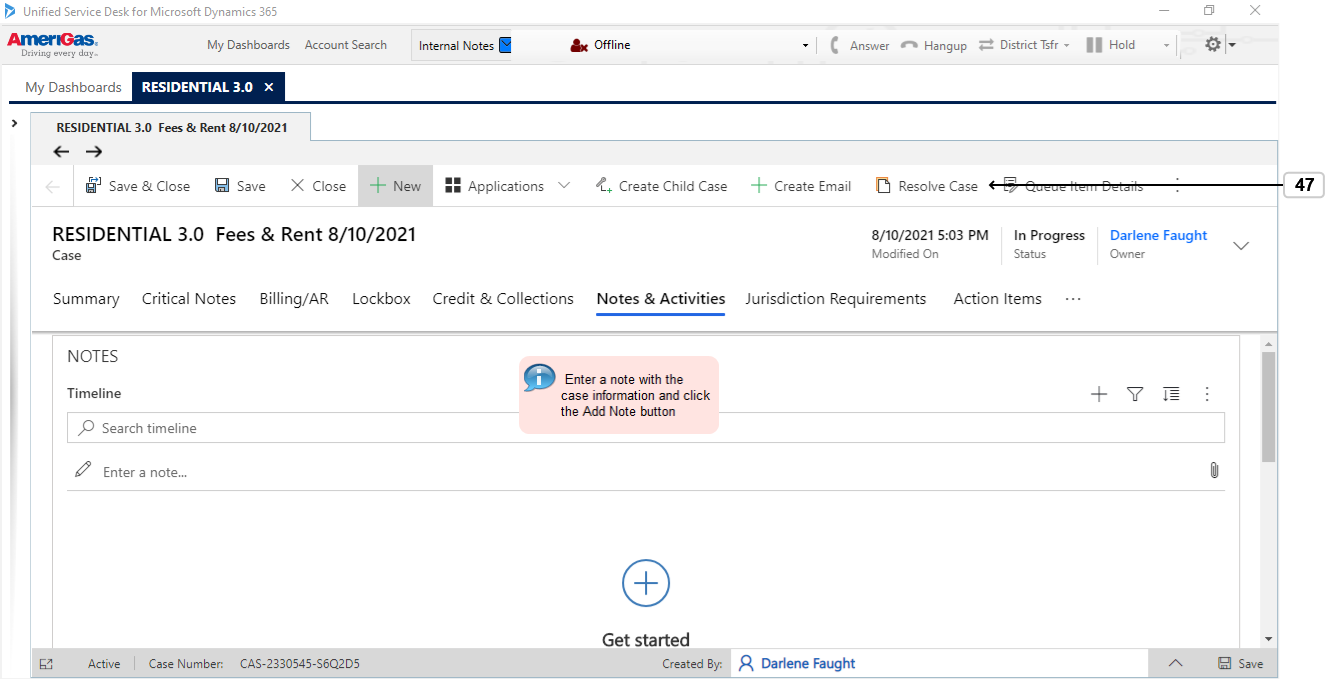 Unified Service Desk for Microsoft Dynamics 365
AmeriGas
Driving every day
My Dashboards Account Search Internal Notes Offline Answer Hangup District Tsfr Hold
My Dashboards RESIDENTIAL 3.0 ×
RESIDENTIAL 3.0 Fees & Rent 8/10/2021
Save & Close Save Close New Applications Create Child Case Create Email Resolve Case Queue Item Details 47
RESIDENTIAL 3.0 Fees & Rent 8/10/2021
Case
8/10/2021 5:03 PM In Progress Darlene Faught
Modified On Status Owner
Summary Critical Notes Billing/AR Lockbox Credit & Collections Notes & Activities Jurisdiction Requirements Action Items ...
NOTES
Enter a note with the
case information and click
the Add Note button
Timeline
Search timeline
Enter a note...
Get started
Active Case Number: CAS-2330545-S6Q2D5 Created By: Darlene Faught Save